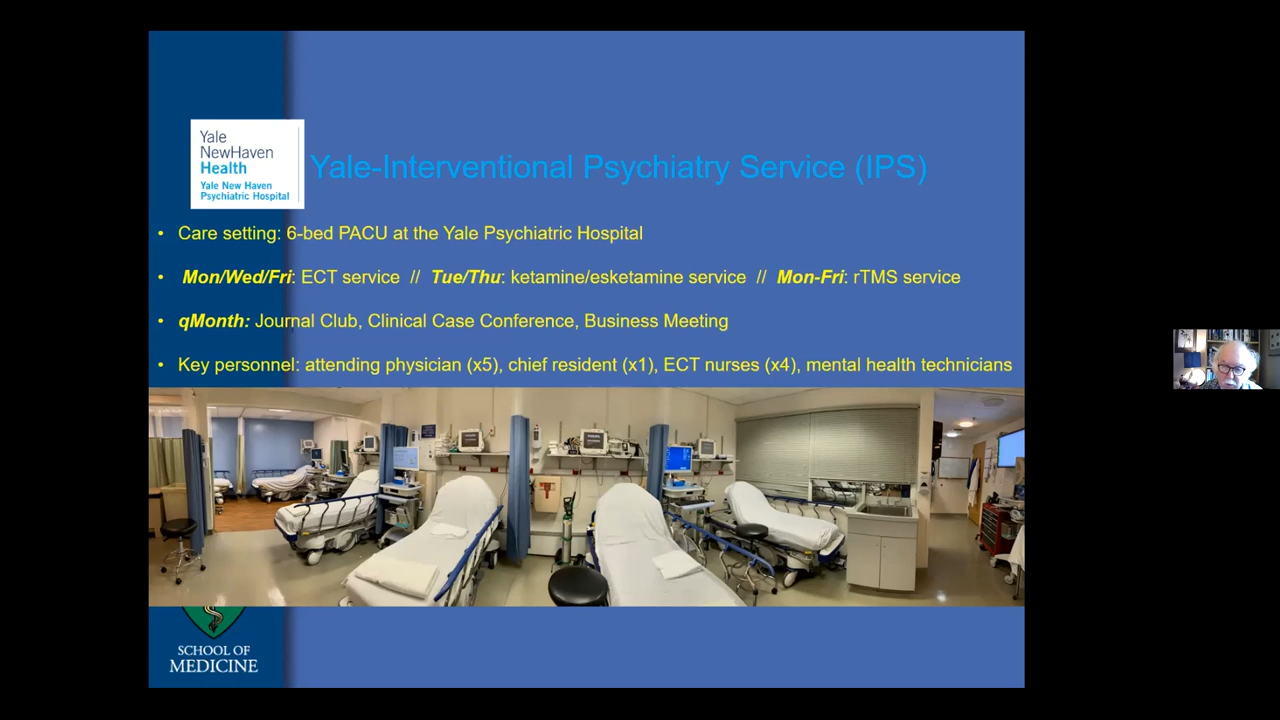 Yale
NewHaven
Health
Yale New Haven
Psychiatric Hospital
Yale-Interventional Psychiatry Service (IPS)
• Care setting: 6-bed PACU at the Yale Psychiatric Hospital
• Mon/Wed/Fri: ECT service // Tue/Thu: ketamine/esketamine service // Mon-Fri: rTMS service
• qMonth: Journal Club, Clinical Case Conference, Business Meeting
• Key personnel: attending physician (x5), chief resident (x1), ECT nurses (x4), mental health technicians
SCHOOL OF
MEDICINE